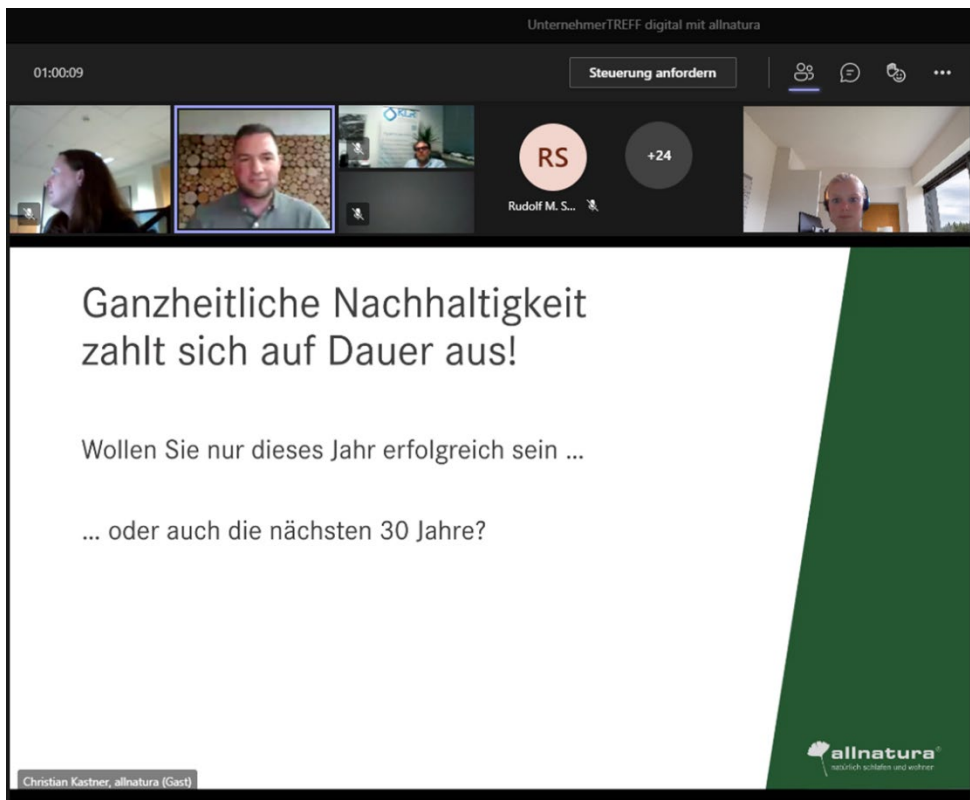 UnternehmerTREFF digital mit allnatura
01:00:09
Steuerung anfordern
RS
+24
Rudolf M. S...
Ganzheitliche Nachhaltigkeit
zahlt sich auf Dauer aus!
Wollen Sie nur dieses Jahr erfolgreich sein ...
... oder auch die nächsten 30 Jahre?
allnatura®
natürlich schlafen und wohnen
Christian Kastner, allnatura (Gast)